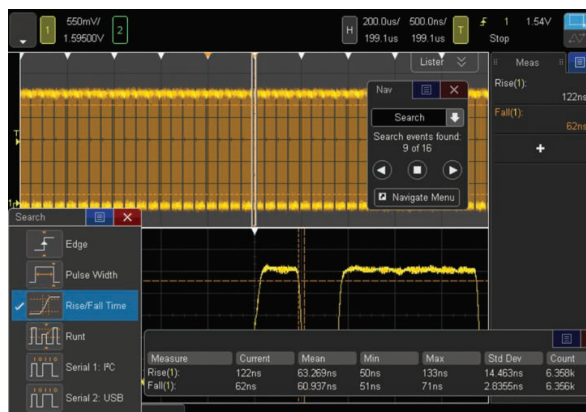 1
550mV/
1.59500V
2
H
200.0us/ 500.0ns/
199.1us 199.1us
T
1 1.54V
Stop
Lister
Meas
Rise(1):
122ns
Fall(1):
62ns
+
Nav
Search
Search events found:
9 of 16
Navigate Menu
T
Search
Edge
Pulse Width
Rise/Fall Time
Runt
Serial 1: I²C
Serial 2: USB
Measure Current Mean Min Max Std Dev Count
Rise(1): 122ns 63.269ns 50ns 133ns 14.463ns 6.358k
Fall(1): 62ns 60.937ns 51ns 71ns 2.8355ns 6.356k